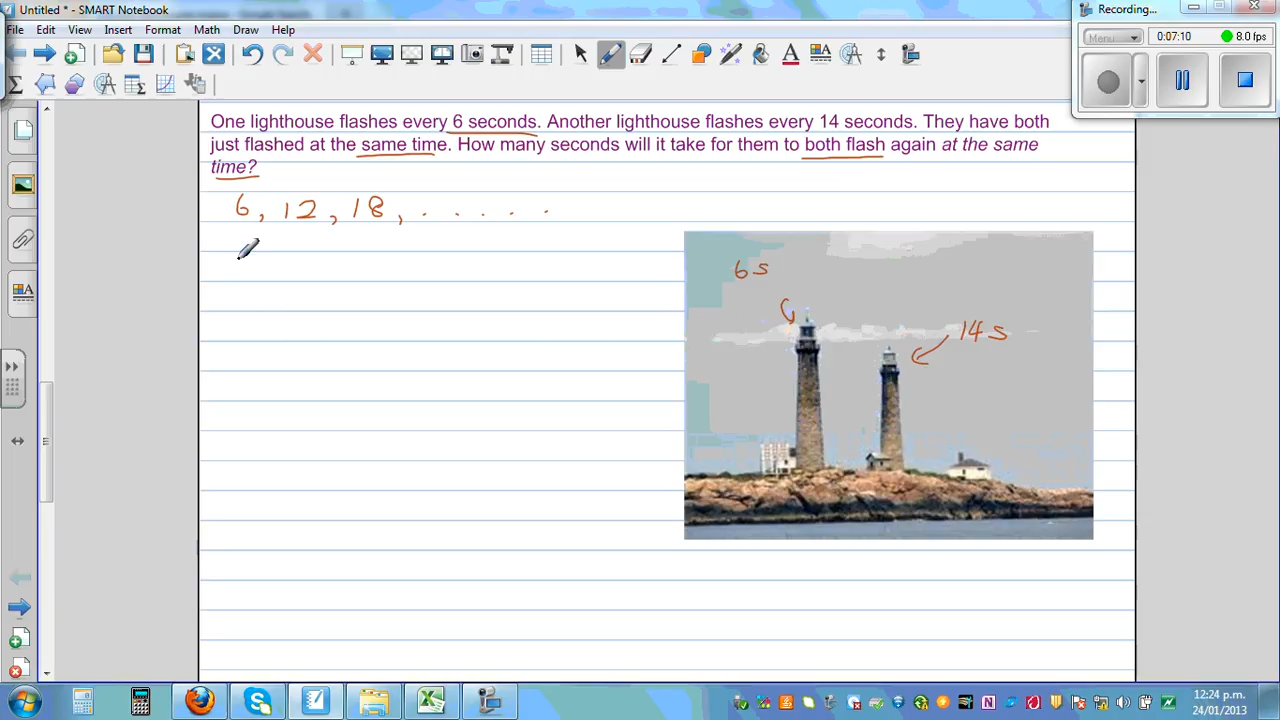 Untitled * - SMART Notebook
Recording...
File Edit View Insert Format Math Draw Help
Menu
0:07:10
8.0 fps
One lighthouse flashes every 6 seconds. Another lighthouse flashes every 14 seconds. They have both
just flashed at the same time. How many seconds will it take for them to both flash again at the same
time?
6, 12, 18, . . . . .
6s
14s
12:24 p.m.
24/01/2013